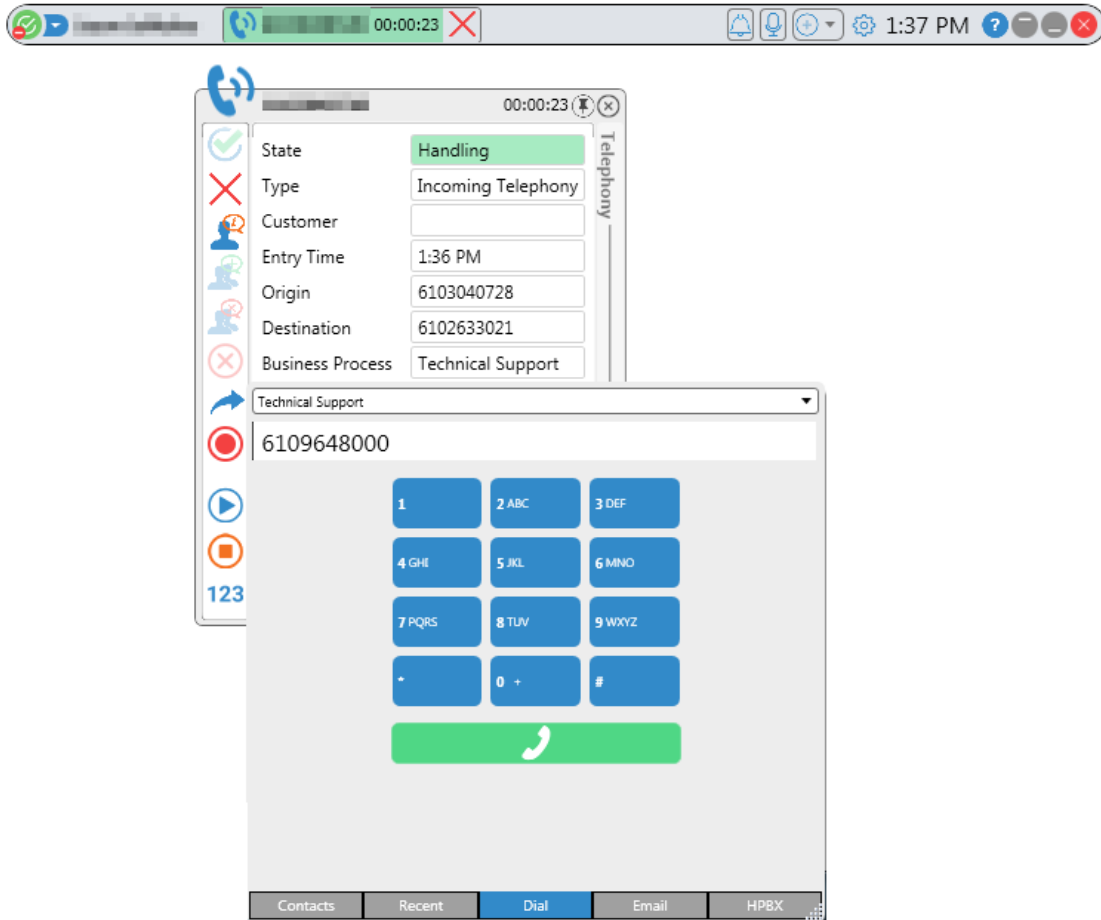 00:00:23
1:37 PM
?
00:00:23
State Handling
Type Incoming Telephony
Customer
Entry Time 1:36 PM
Origin 6103040728
Destination 6102633021
Business Process Technical Support
Telephony
123
Technical Support
6109648000
1 2 ABC 3 DEF
4 GHI 5 JKL 6 MNO
7 PQRS 8 TUV 9 WXYZ
* 0 + #
Contacts Recent Dial Email HPBX